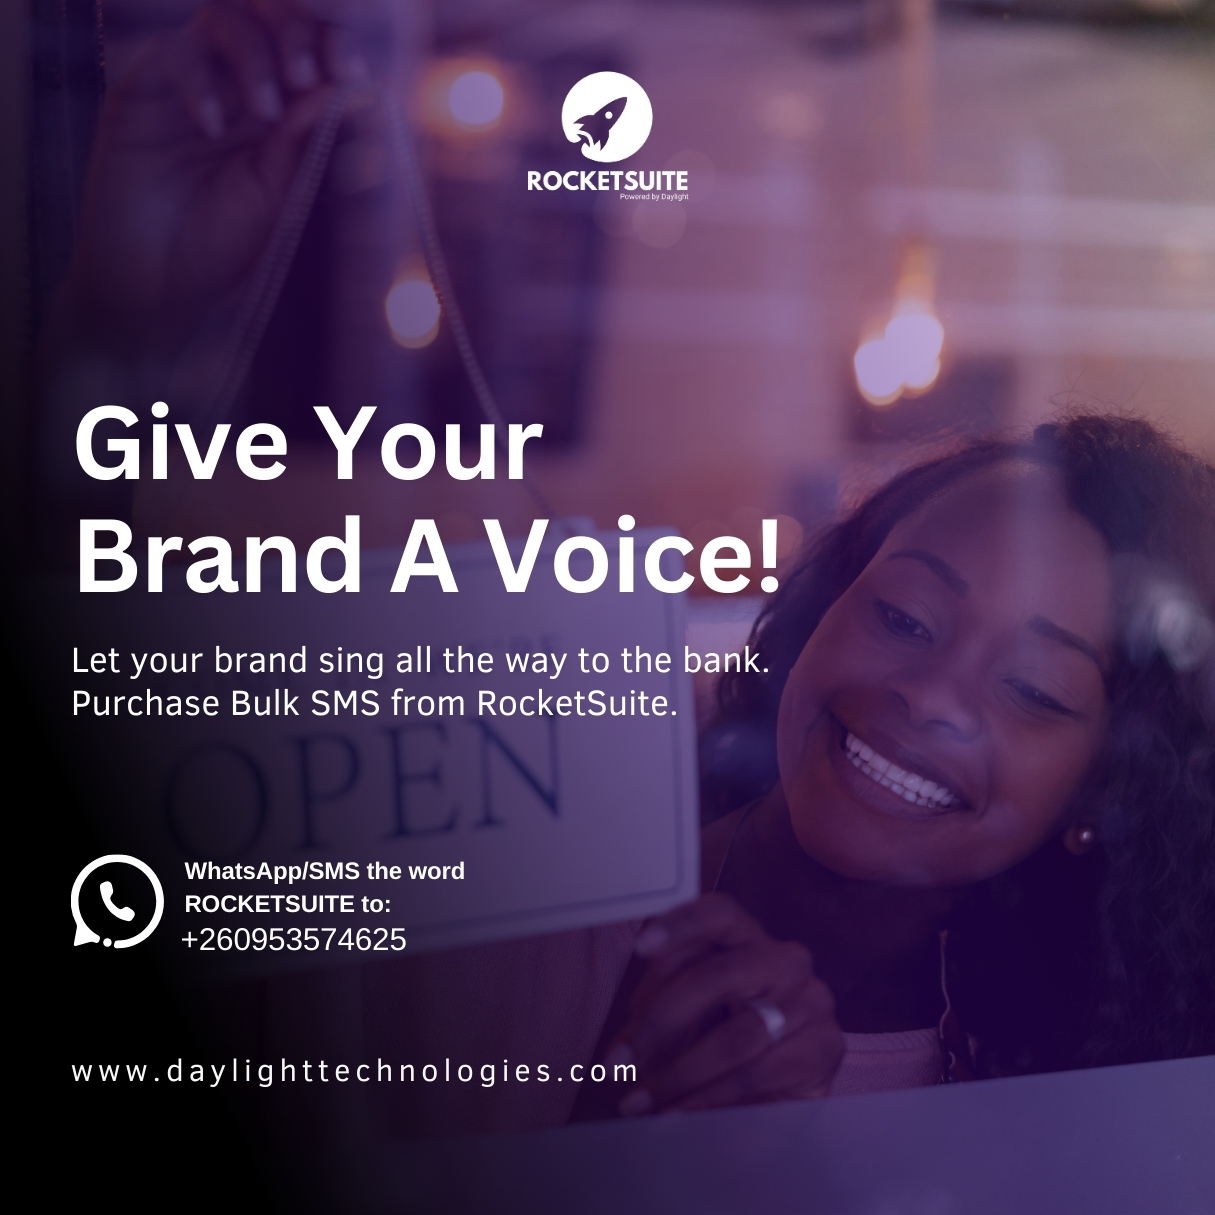 ROCKETSUITE
Powered by Daylight
Give Your
Brand A Voice!
Let your brand sing all the way to the bank.
Purchase Bulk SMS from RocketSuite.
OPEN
WhatsApp/SMS the word
ROCKETSUITE to:
+260953574625
www.daylighttechnologies.com